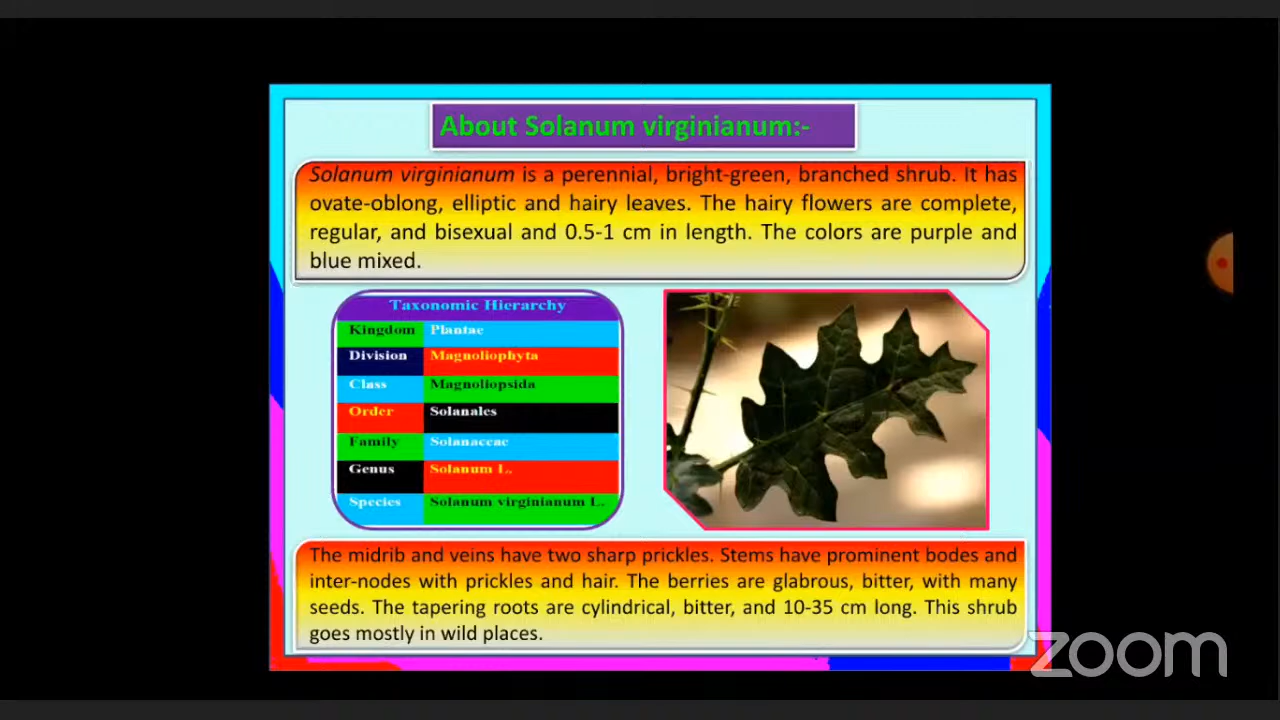 About Solanum virginianum:-
Solanum virginianum is a perennial, bright-green, branched shrub. It has
ovate-oblong, elliptic and hairy leaves. The hairy flowers are complete,
regular, and bisexual and 0.5-1 cm in length. The colors are purple and
blue mixed.
Taxonomic Hierarchy
Kingdom Plantae
Division Magnoliophyta
Class Magnoliopsida
Order Solanales
Family Solanaceae
Genus Solanum L.
Species Solanum virginianum L.
The midrib and veins have two sharp prickles. Stems have prominent bodes and
inter-nodes with prickles and hair. The berries are glabrous, bitter, with many
seeds. The tapering roots are cylindrical, bitter, and 10-35 cm long. This shrub
goes mostly in wild places.
zoom